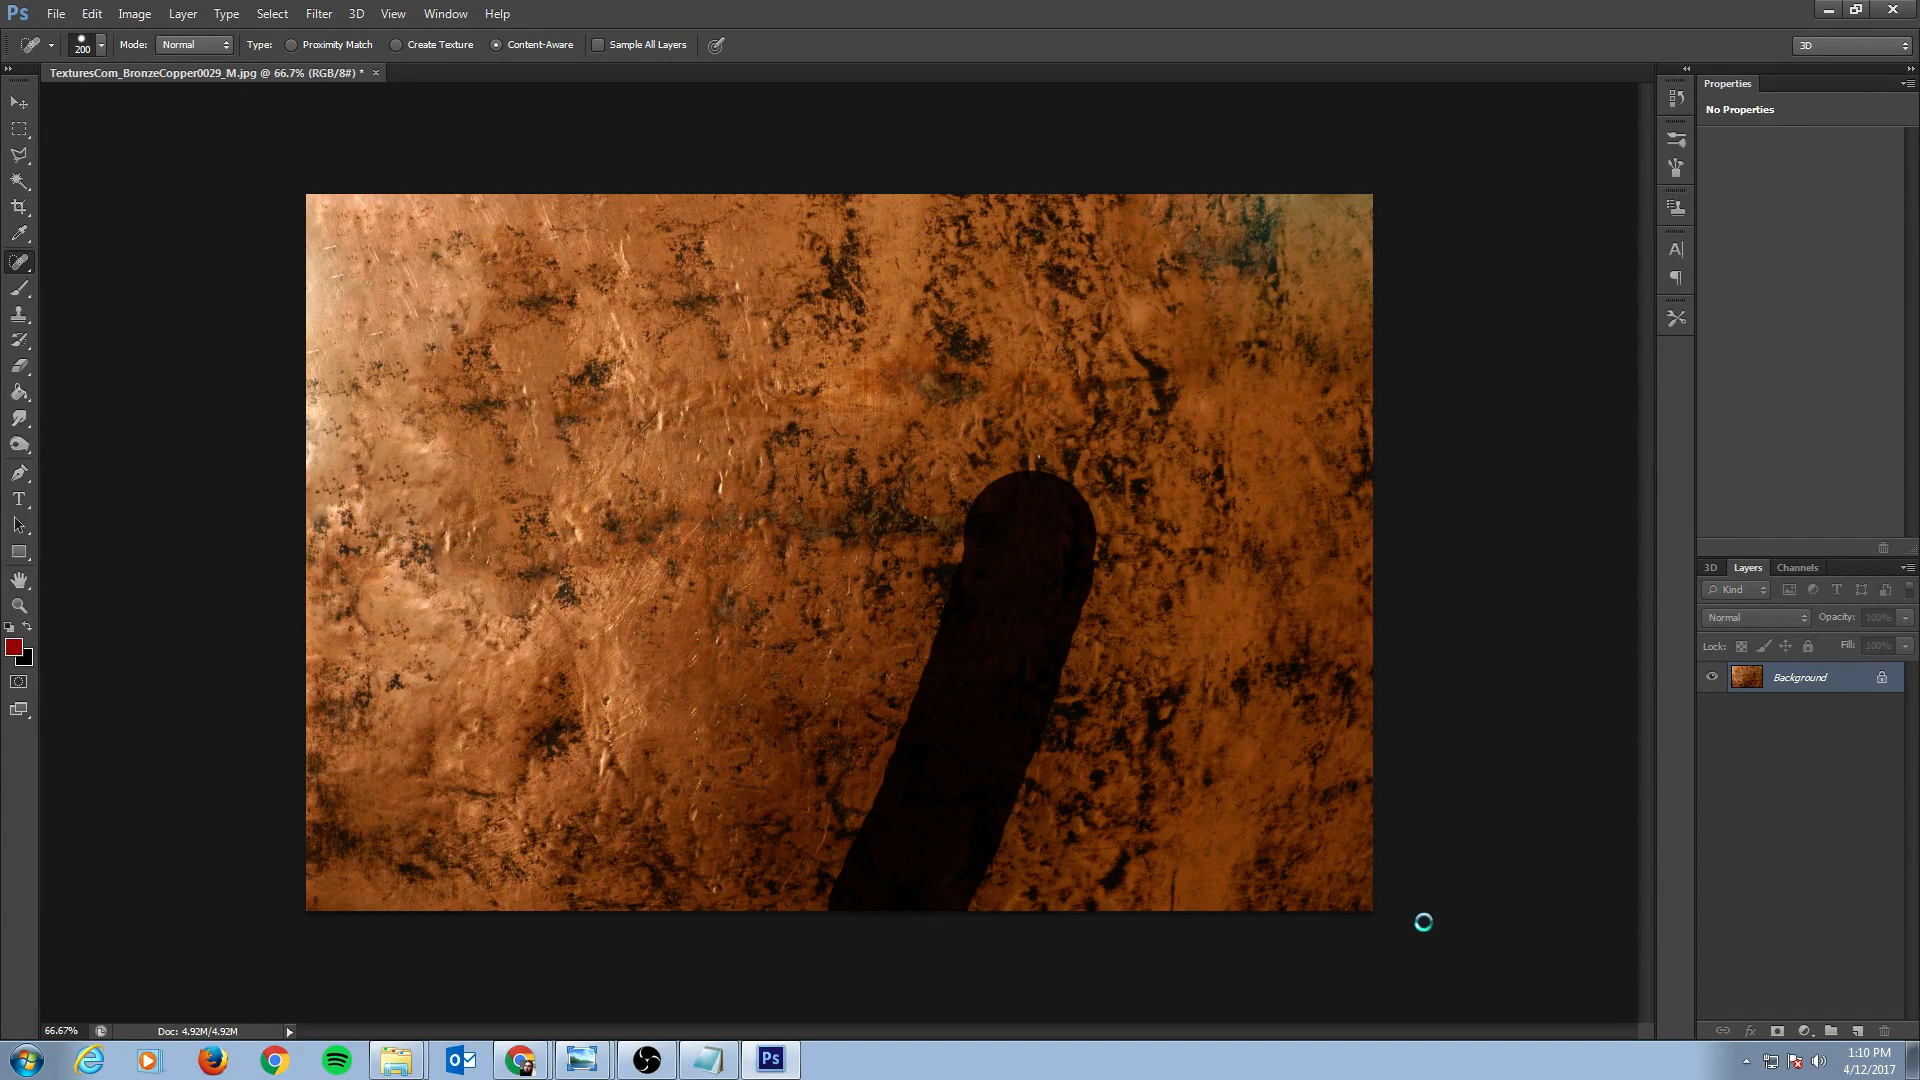 Ps File Edit Image Layer Type Select Filter 3D View Window Help
200 Mode: Normal Type: Proximity Match Create Texture Content-Aware Sample All Layers 3D
TexturesCom_BronzeCopper0029_M.jpg @ 66.7% (RGB/8#) * ×
Properties
No Properties
3D Layers Channels
Kind
Normal Opacity: 100%
Lock: Fill: 100%
Background
66.67% Doc: 4.92M/4.92M
Ps
1:10 PM
4/12/2017